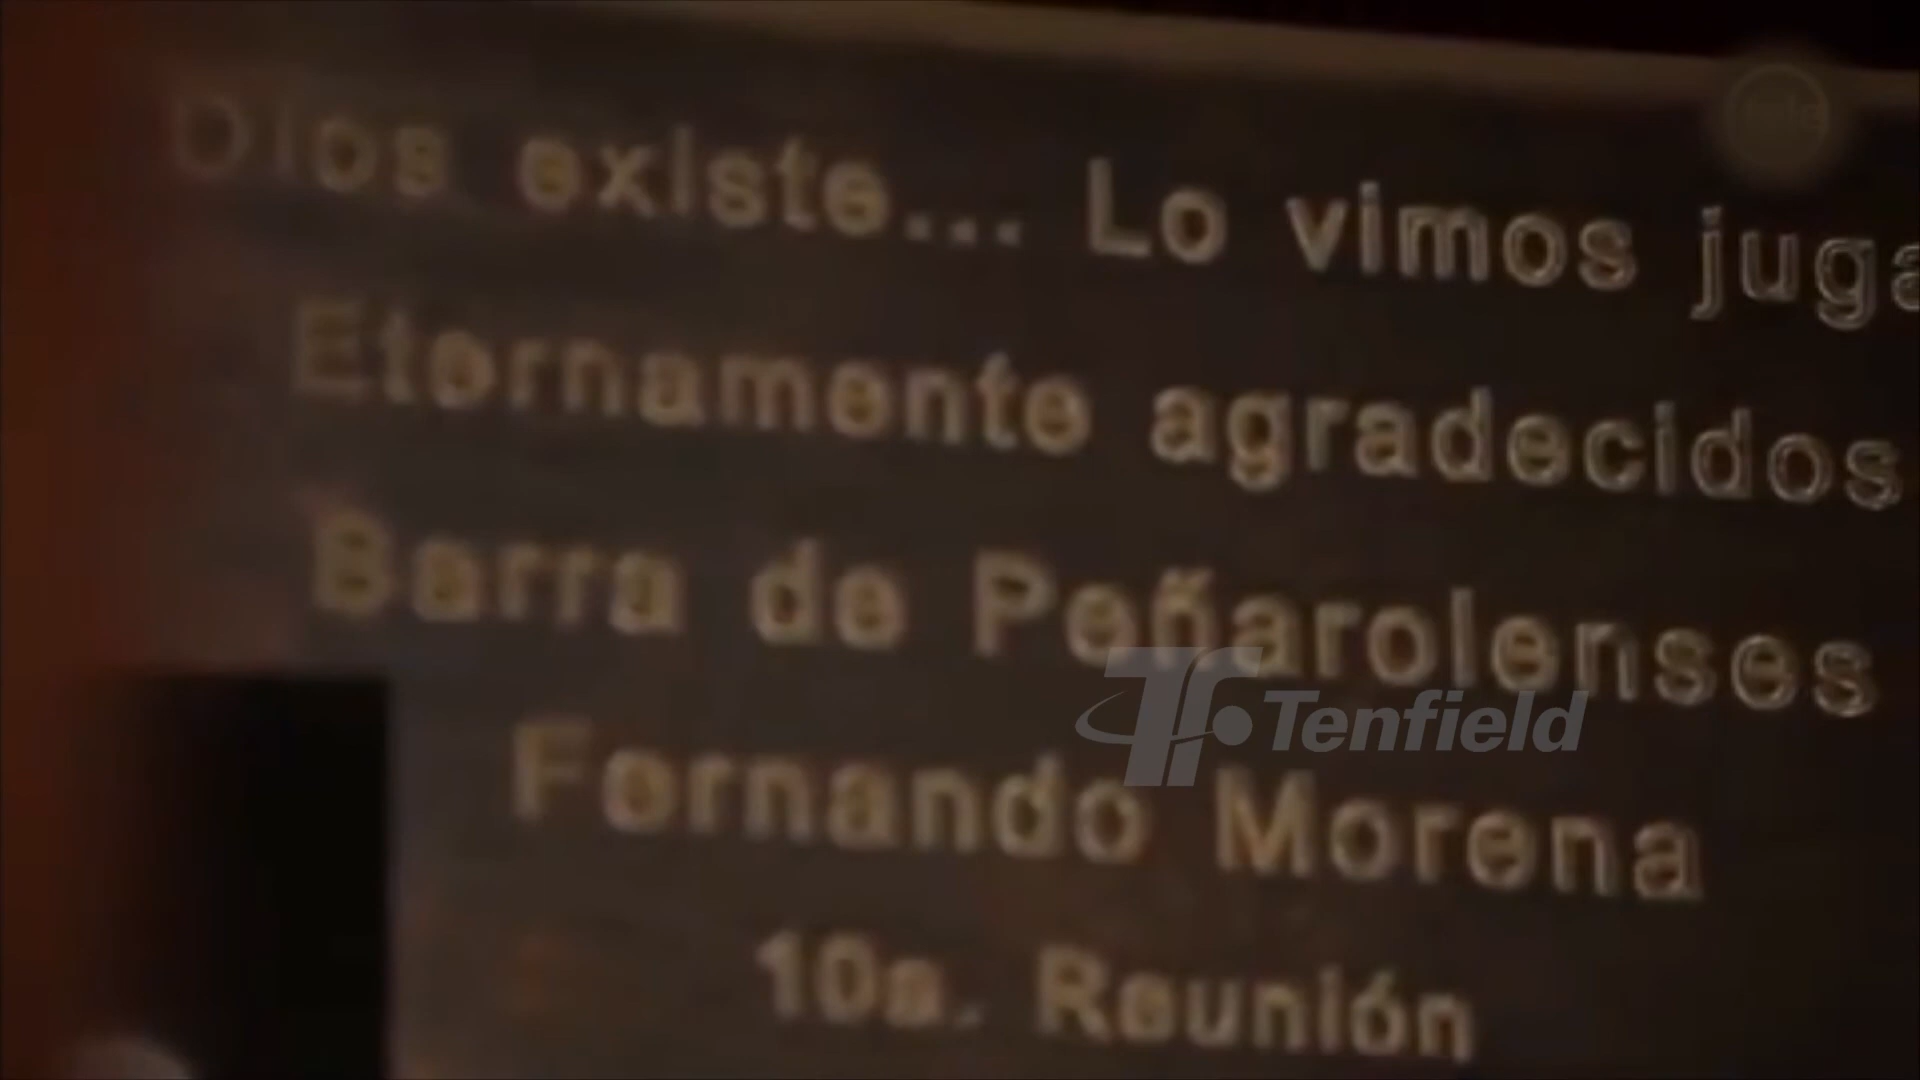 Dios existe... Lo vimos juga
Eternamente agradecidos
Barra de Peñarolenses
Tenfield
Fernando Morena
10a. Reunión